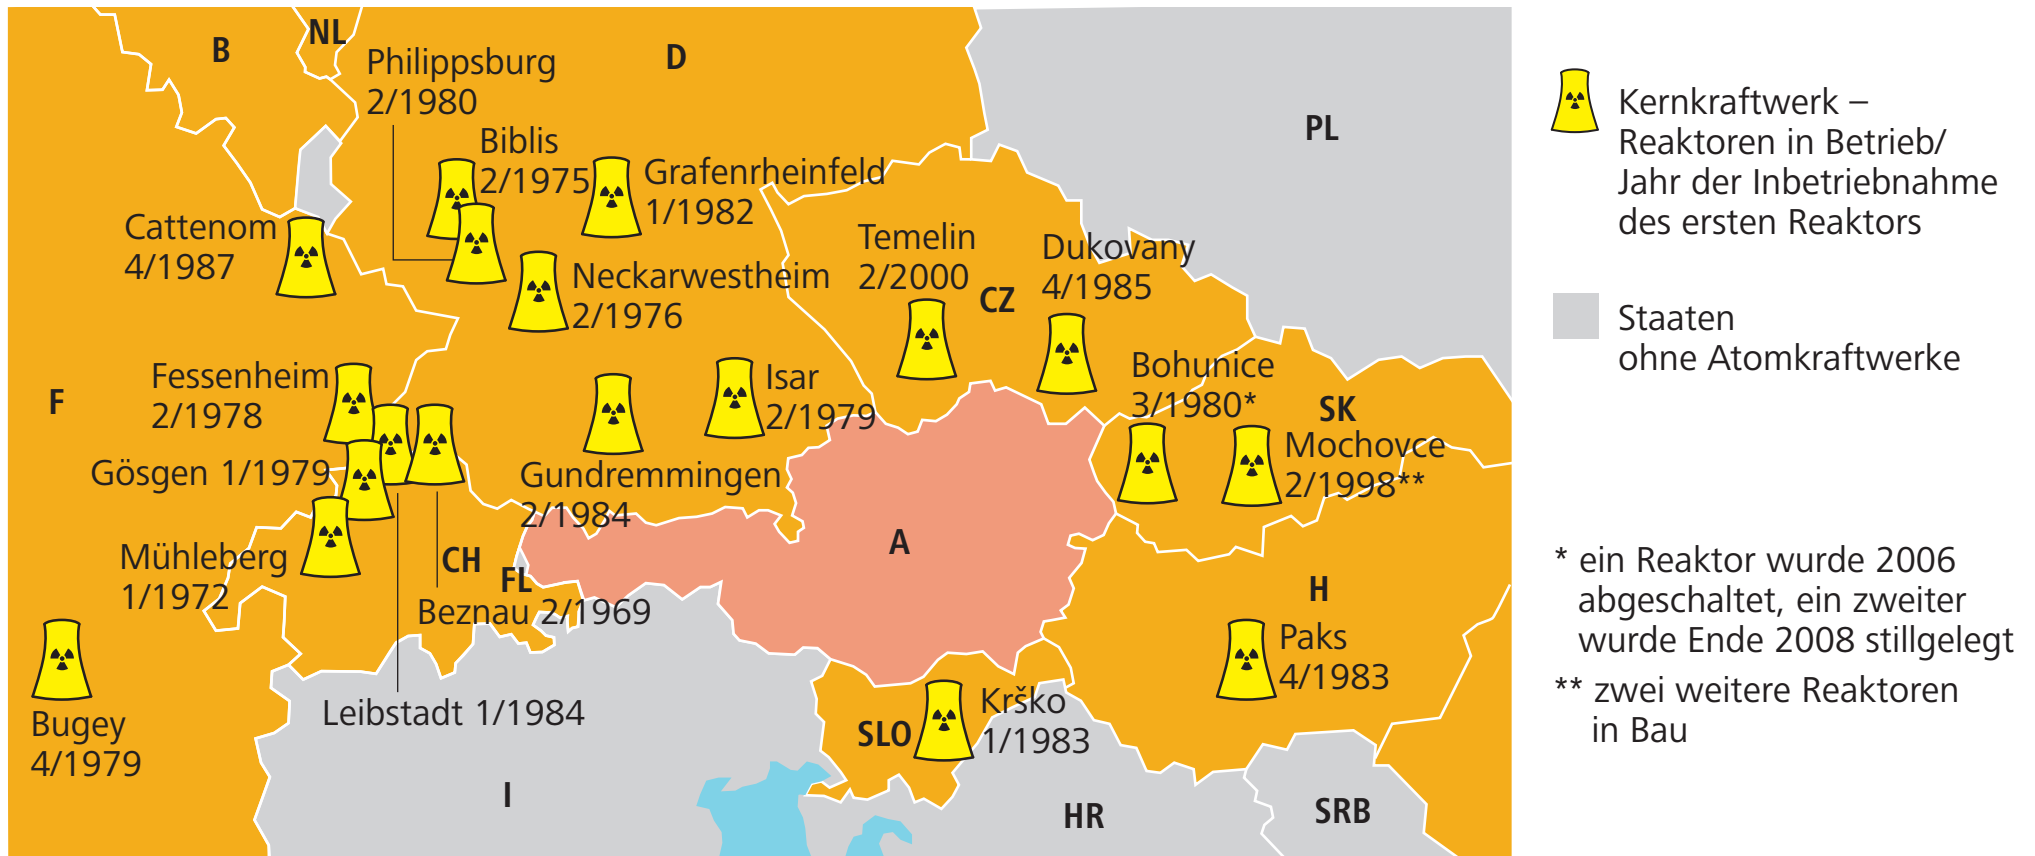 B
NL
D
PL
Philippsburg
2/1980
Biblis
2/1975
Grafenrheinfeld
1/1982
Cattenom
4/1987
Neckarwestheim
2/1976
Temelin
2/2000
CZ
Dukovany
4/1985
F
Fessenheim
2/1978
Isar
2/1979
Bohunice
3/1980*
SK
Mochovce
2/1998**
Gösgen 1/1979
Gundremmingen
2/1984
A
Mühleberg
1/1972
CH
FL
Beznau 2/1969
H
Paks
4/1983
Leibstadt 1/1984
Bugey
4/1979
SLO
Krško
1/1983
I
HR
SRB
Kernkraftwerk –
Reaktoren in Betrieb/
Jahr der Inbetriebnahme
des ersten Reaktors
Staaten
ohne Atomkraftwerke
* ein Reaktor wurde 2006
abgeschaltet, ein zweiter
wurde Ende 2008 stillgelegt
** zwei weitere Reaktoren
in Bau